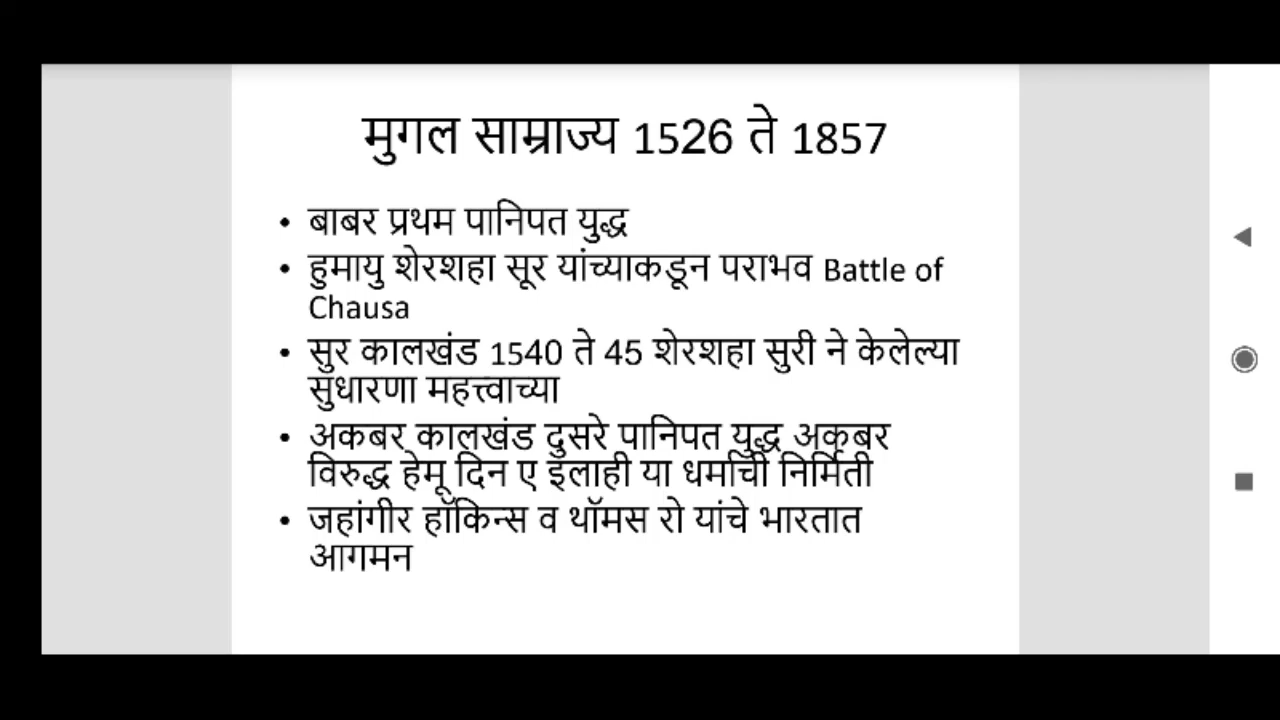 मुगल साम्राज्य 1526 ते 1857
• बाबर प्रथम पानिपत युद्ध
• हुमायु शेरशहा सूर यांच्याकडून पराभव Battle of
Chausa
• सुर कालखंड 1540 ते 45 शेरशहा सुरी ने केलेल्या
सुधारणा महत्त्वाच्या
• अकबर कालखंड दुसरे पानिपत युद्ध अकबर
विरुद्ध हेमू दिन ए इलाही या धर्माची निर्मिती
• जहांगीर हॉकिन्स व थॉमस रो यांचे भारतात
आगमन